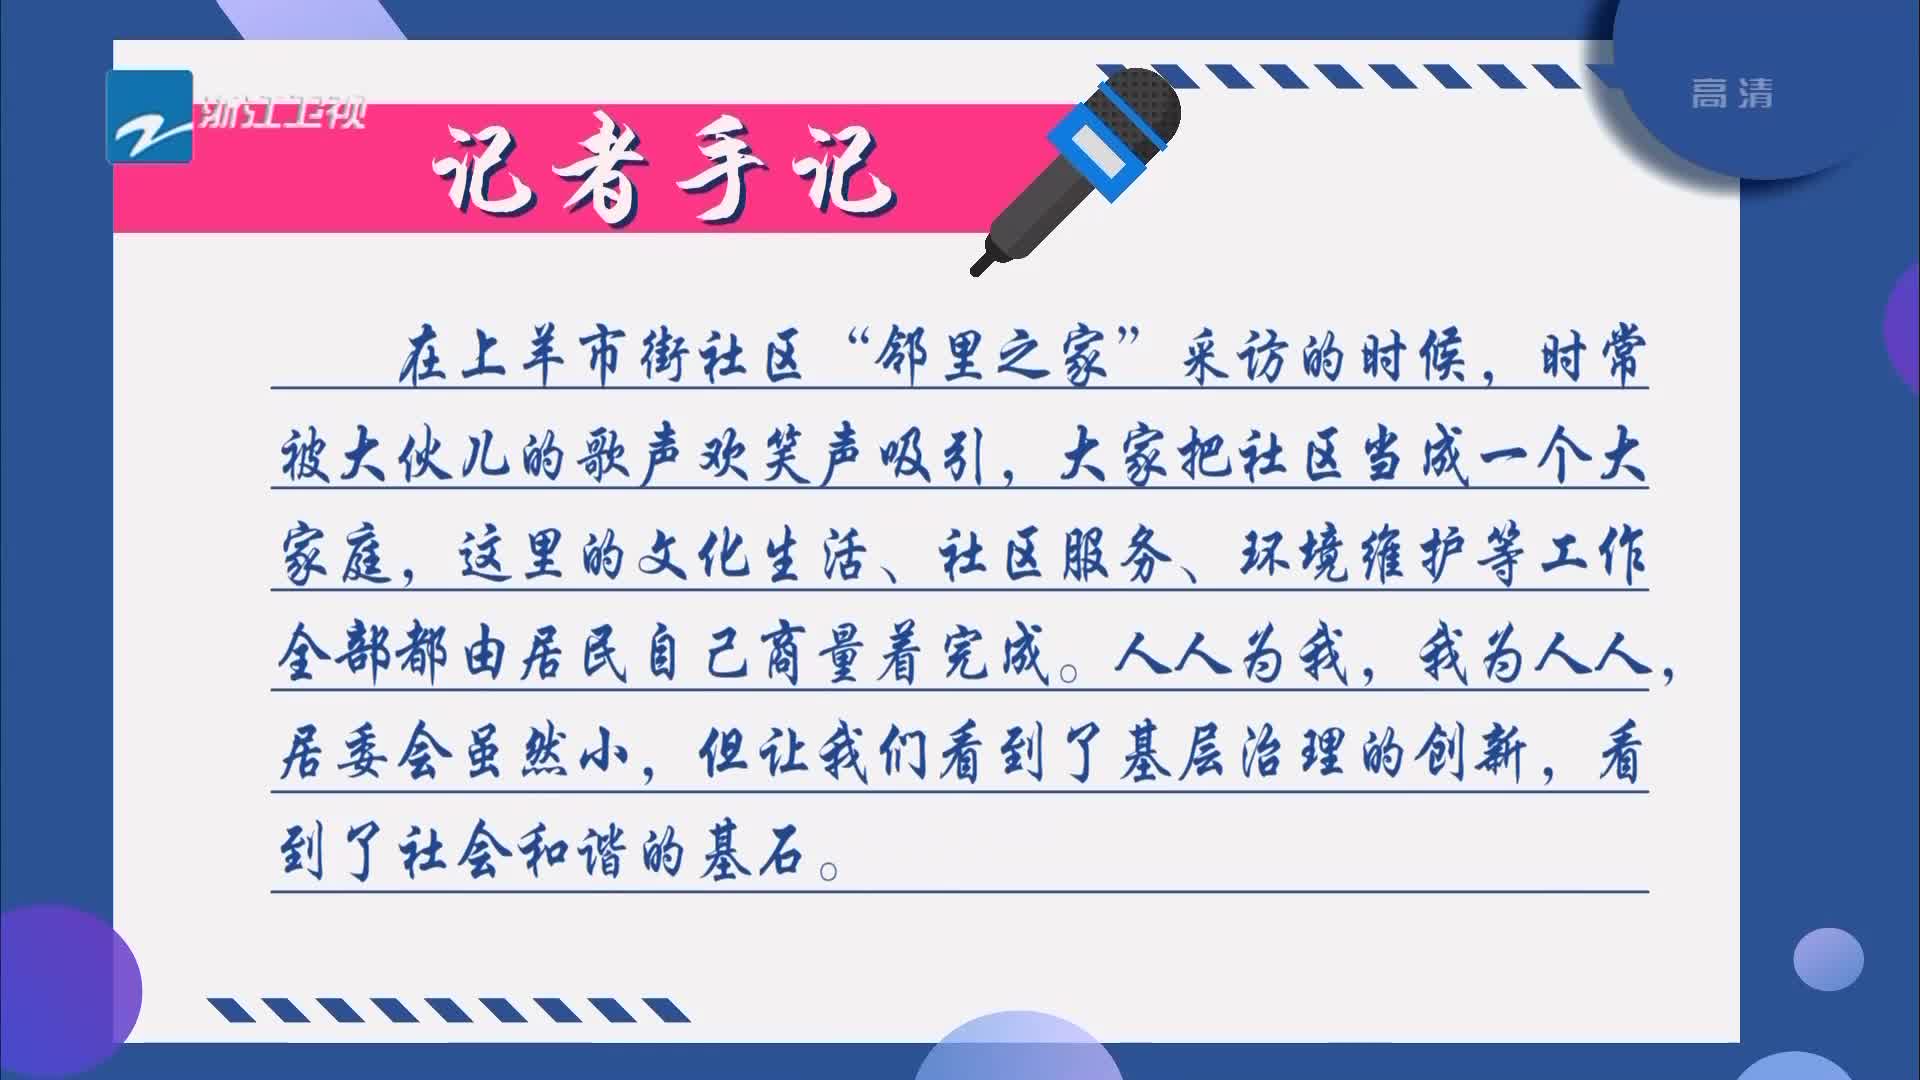 浙江卫视
高清
记者手记
在上羊市街社区“邻里之家”采访的时候，时常
被大伙儿的歌声欢笑声吸引，大家把社区当成一个大
家庭，这里的文化生活、社区服务、环境维护等工作
全部都由居民自己商量着完成。人人为我，我为人人，
居委会虽然小，但让我们看到了基层治理的创新，看
到了社会和谐的基石。